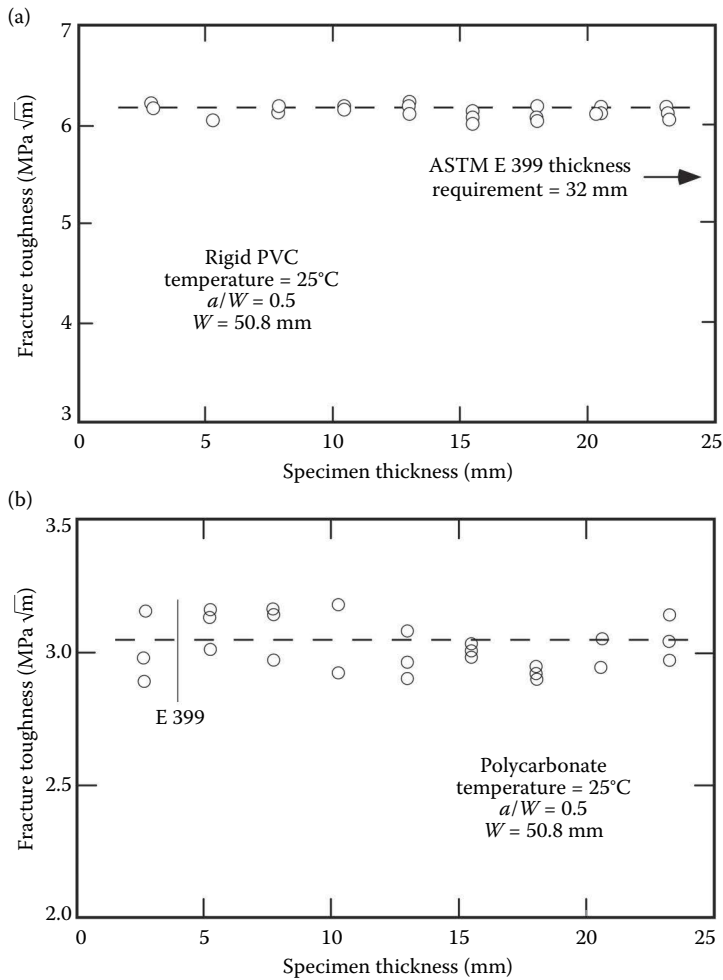 (a)
7
6
5
4
3
Fracture toughness (MPa √m)
ASTM E 399 thickness
requirement = 32 mm
Rigid PVC
temperature = 25°C
a/W = 0.5
W = 50.8 mm
0 5 10 15 20 25
Specimen thickness (mm)
(b)
3.5
3.0
2.5
2.0
Fracture toughness (MPa √m)
E 399
Polycarbonate
temperature = 25°C
a/W = 0.5
W = 50.8 mm
0 5 10 15 20 25
Specimen thickness (mm)